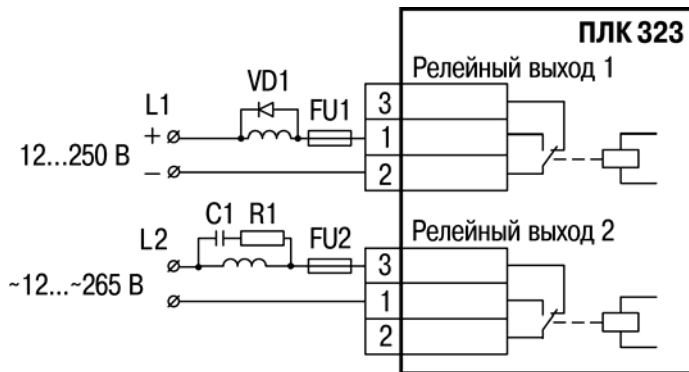 ПЛК 323
Релейный выход 1
VD1
L1
FU1
3
+
1
12...250 В
–
2
C1 R1
Релейный выход 2
L2
FU2
3
~12...~265 В
1
2